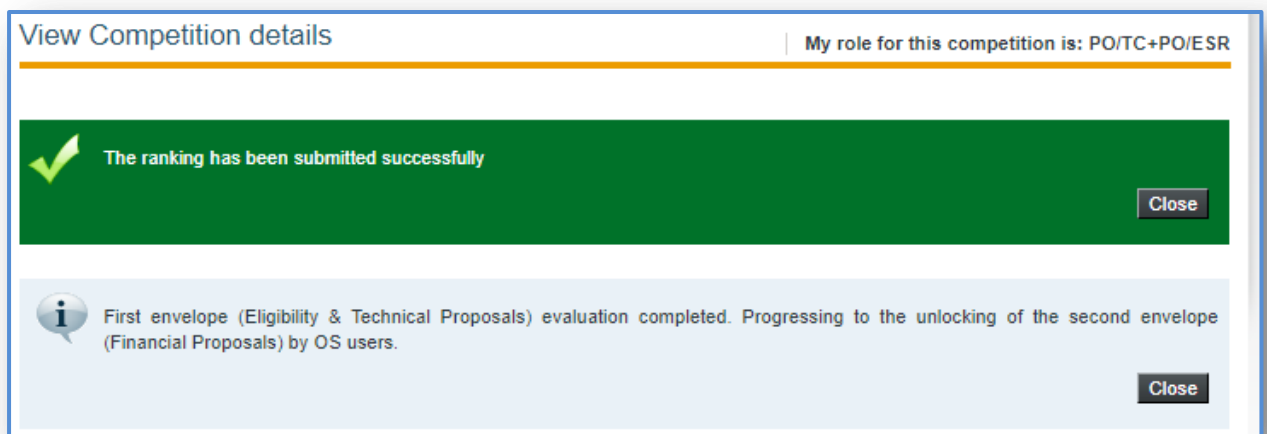 View Competition details
My role for this competition is: PO/TC+PO/ESR
The ranking has been submitted successfully
Close
First envelope (Eligibility & Technical Proposals) evaluation completed. Progressing to the unlocking of the second envelope
(Financial Proposals) by OS users.
Close